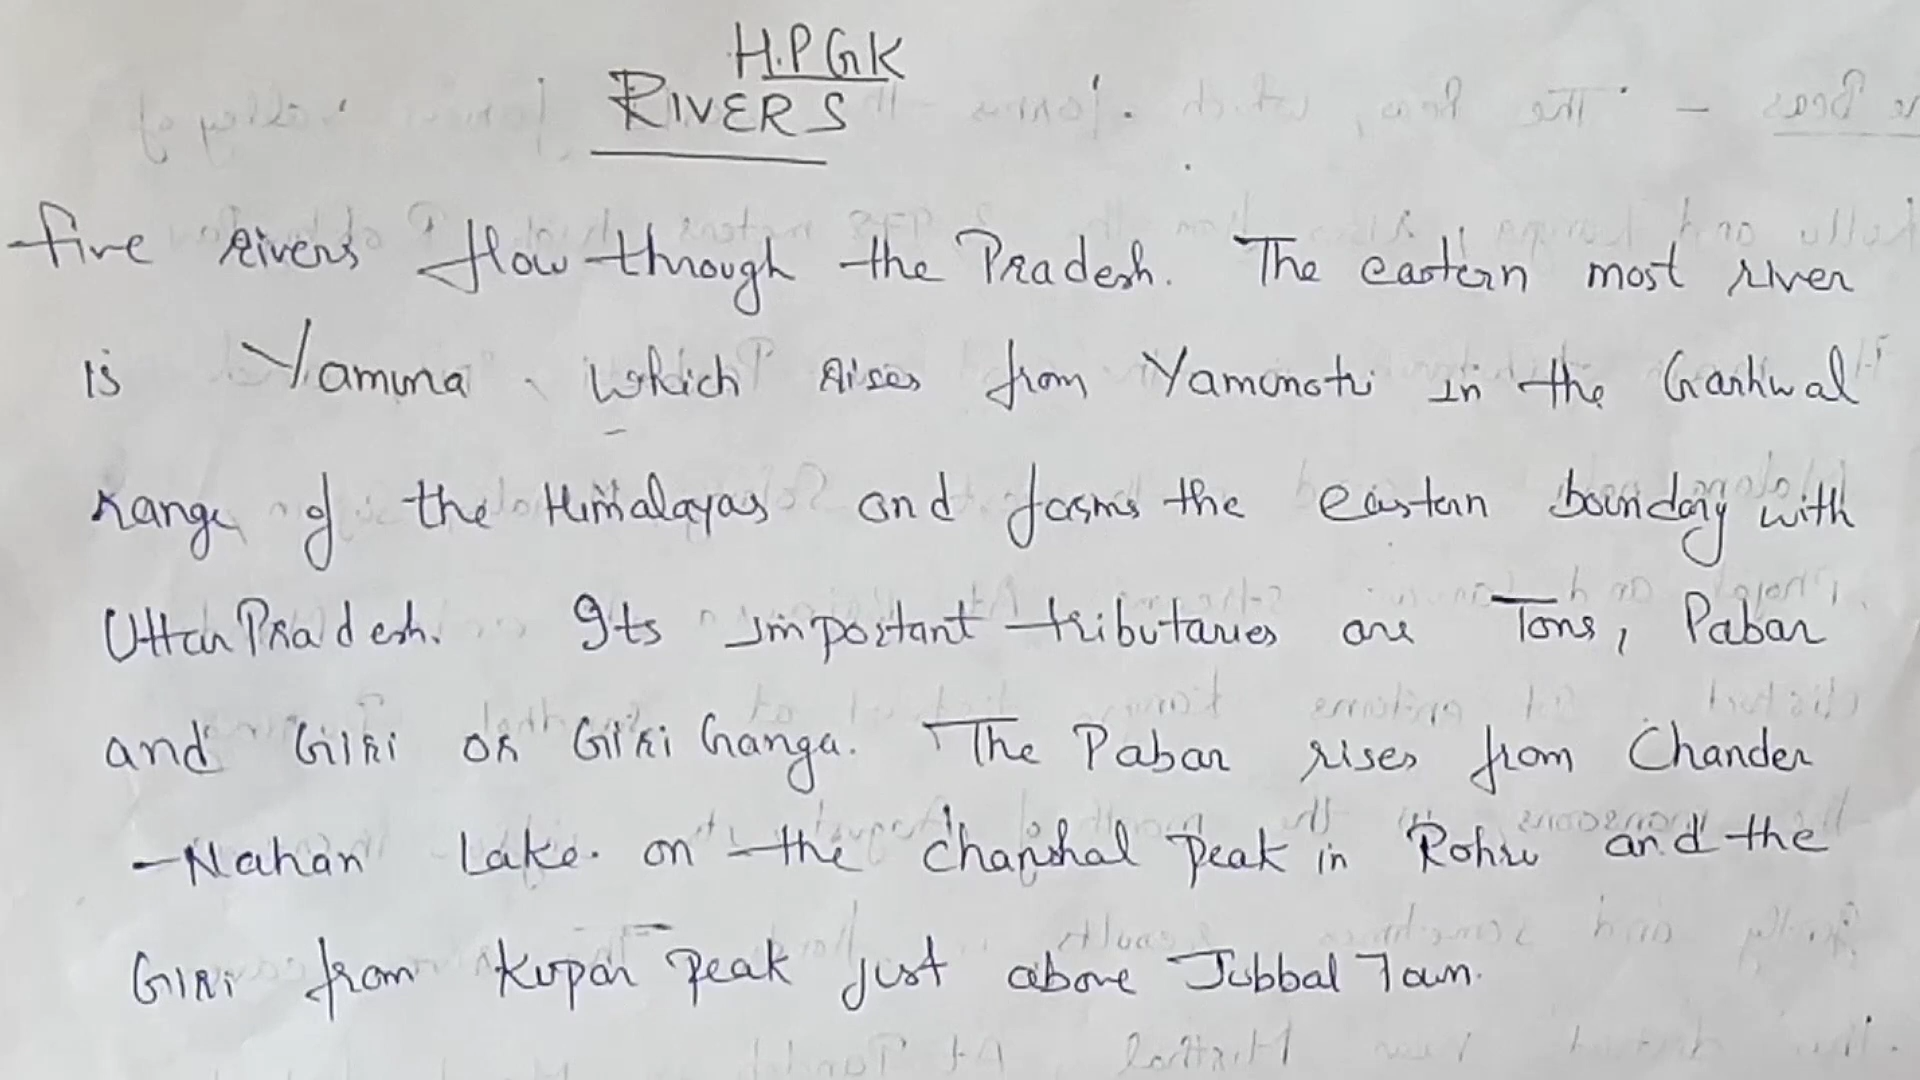 H.P GK
RIVERS
five rivers flow through the Pradesh. The eastern most river
is Yamuna which rises from Yamunotri in the Garhwal
range of the Himalayas and forms the eastern boundary with
Uttar Pradesh. Its important tributaries are Tons, Pabar
and Giri or Giri Ganga. The Pabar rises from Chander
-Nahan Lake on the Chanshal Peak in Rohru and the
Giri from Kupar Peak just above Jubbal Town.